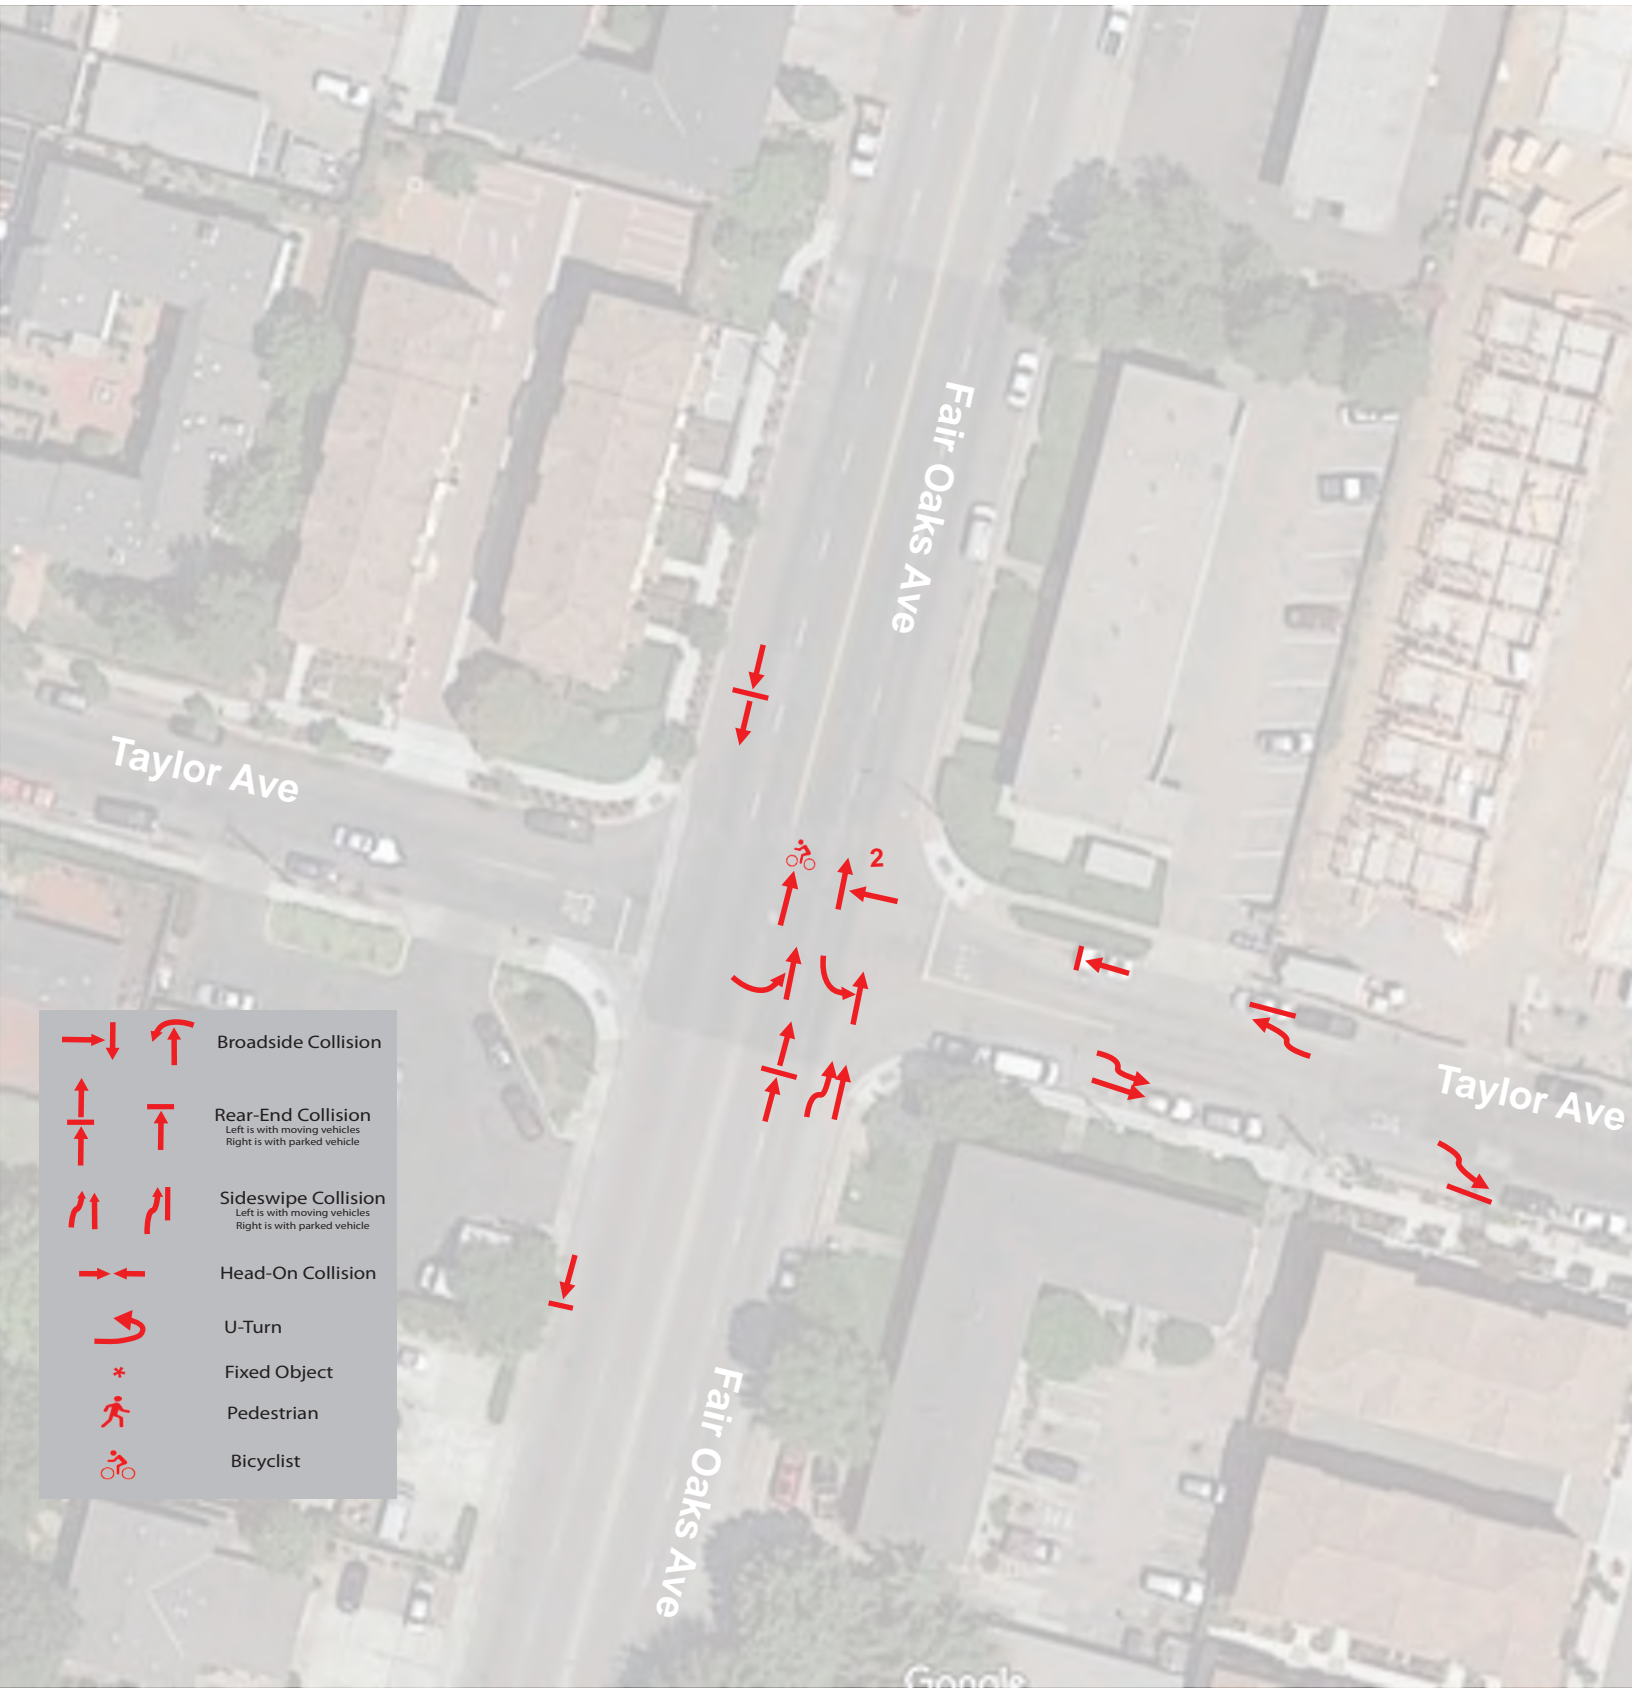 Fair Oaks Ave
Taylor Ave
2
Taylor Ave
Fair Oaks Ave
Broadside Collision
Rear-End Collision
Left is with moving vehicles
Right is with parked vehicle
Sideswipe Collision
Left is with moving vehicles
Right is with parked vehicle
Head-On Collision
U-Turn
Fixed Object
Pedestrian
Bicyclist
Google